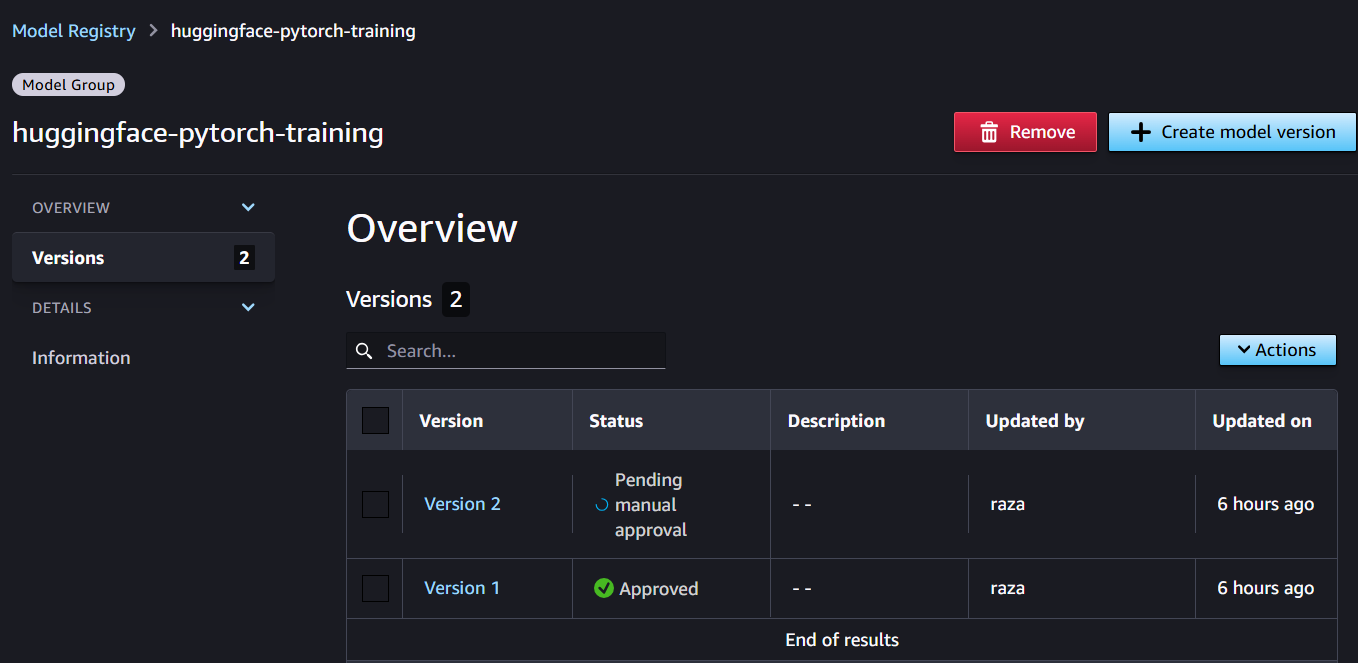 Model Registry > huggingface-pytorch-training
Model Group
huggingface-pytorch-training
Remove
Create model version
OVERVIEW
Versions 2
DETAILS
Information
Overview
Versions 2
Search...
Actions
Version Status Description Updated by Updated on
Version 2 Pending manual approval - - raza 6 hours ago
Version 1 Approved - - raza 6 hours ago
End of results